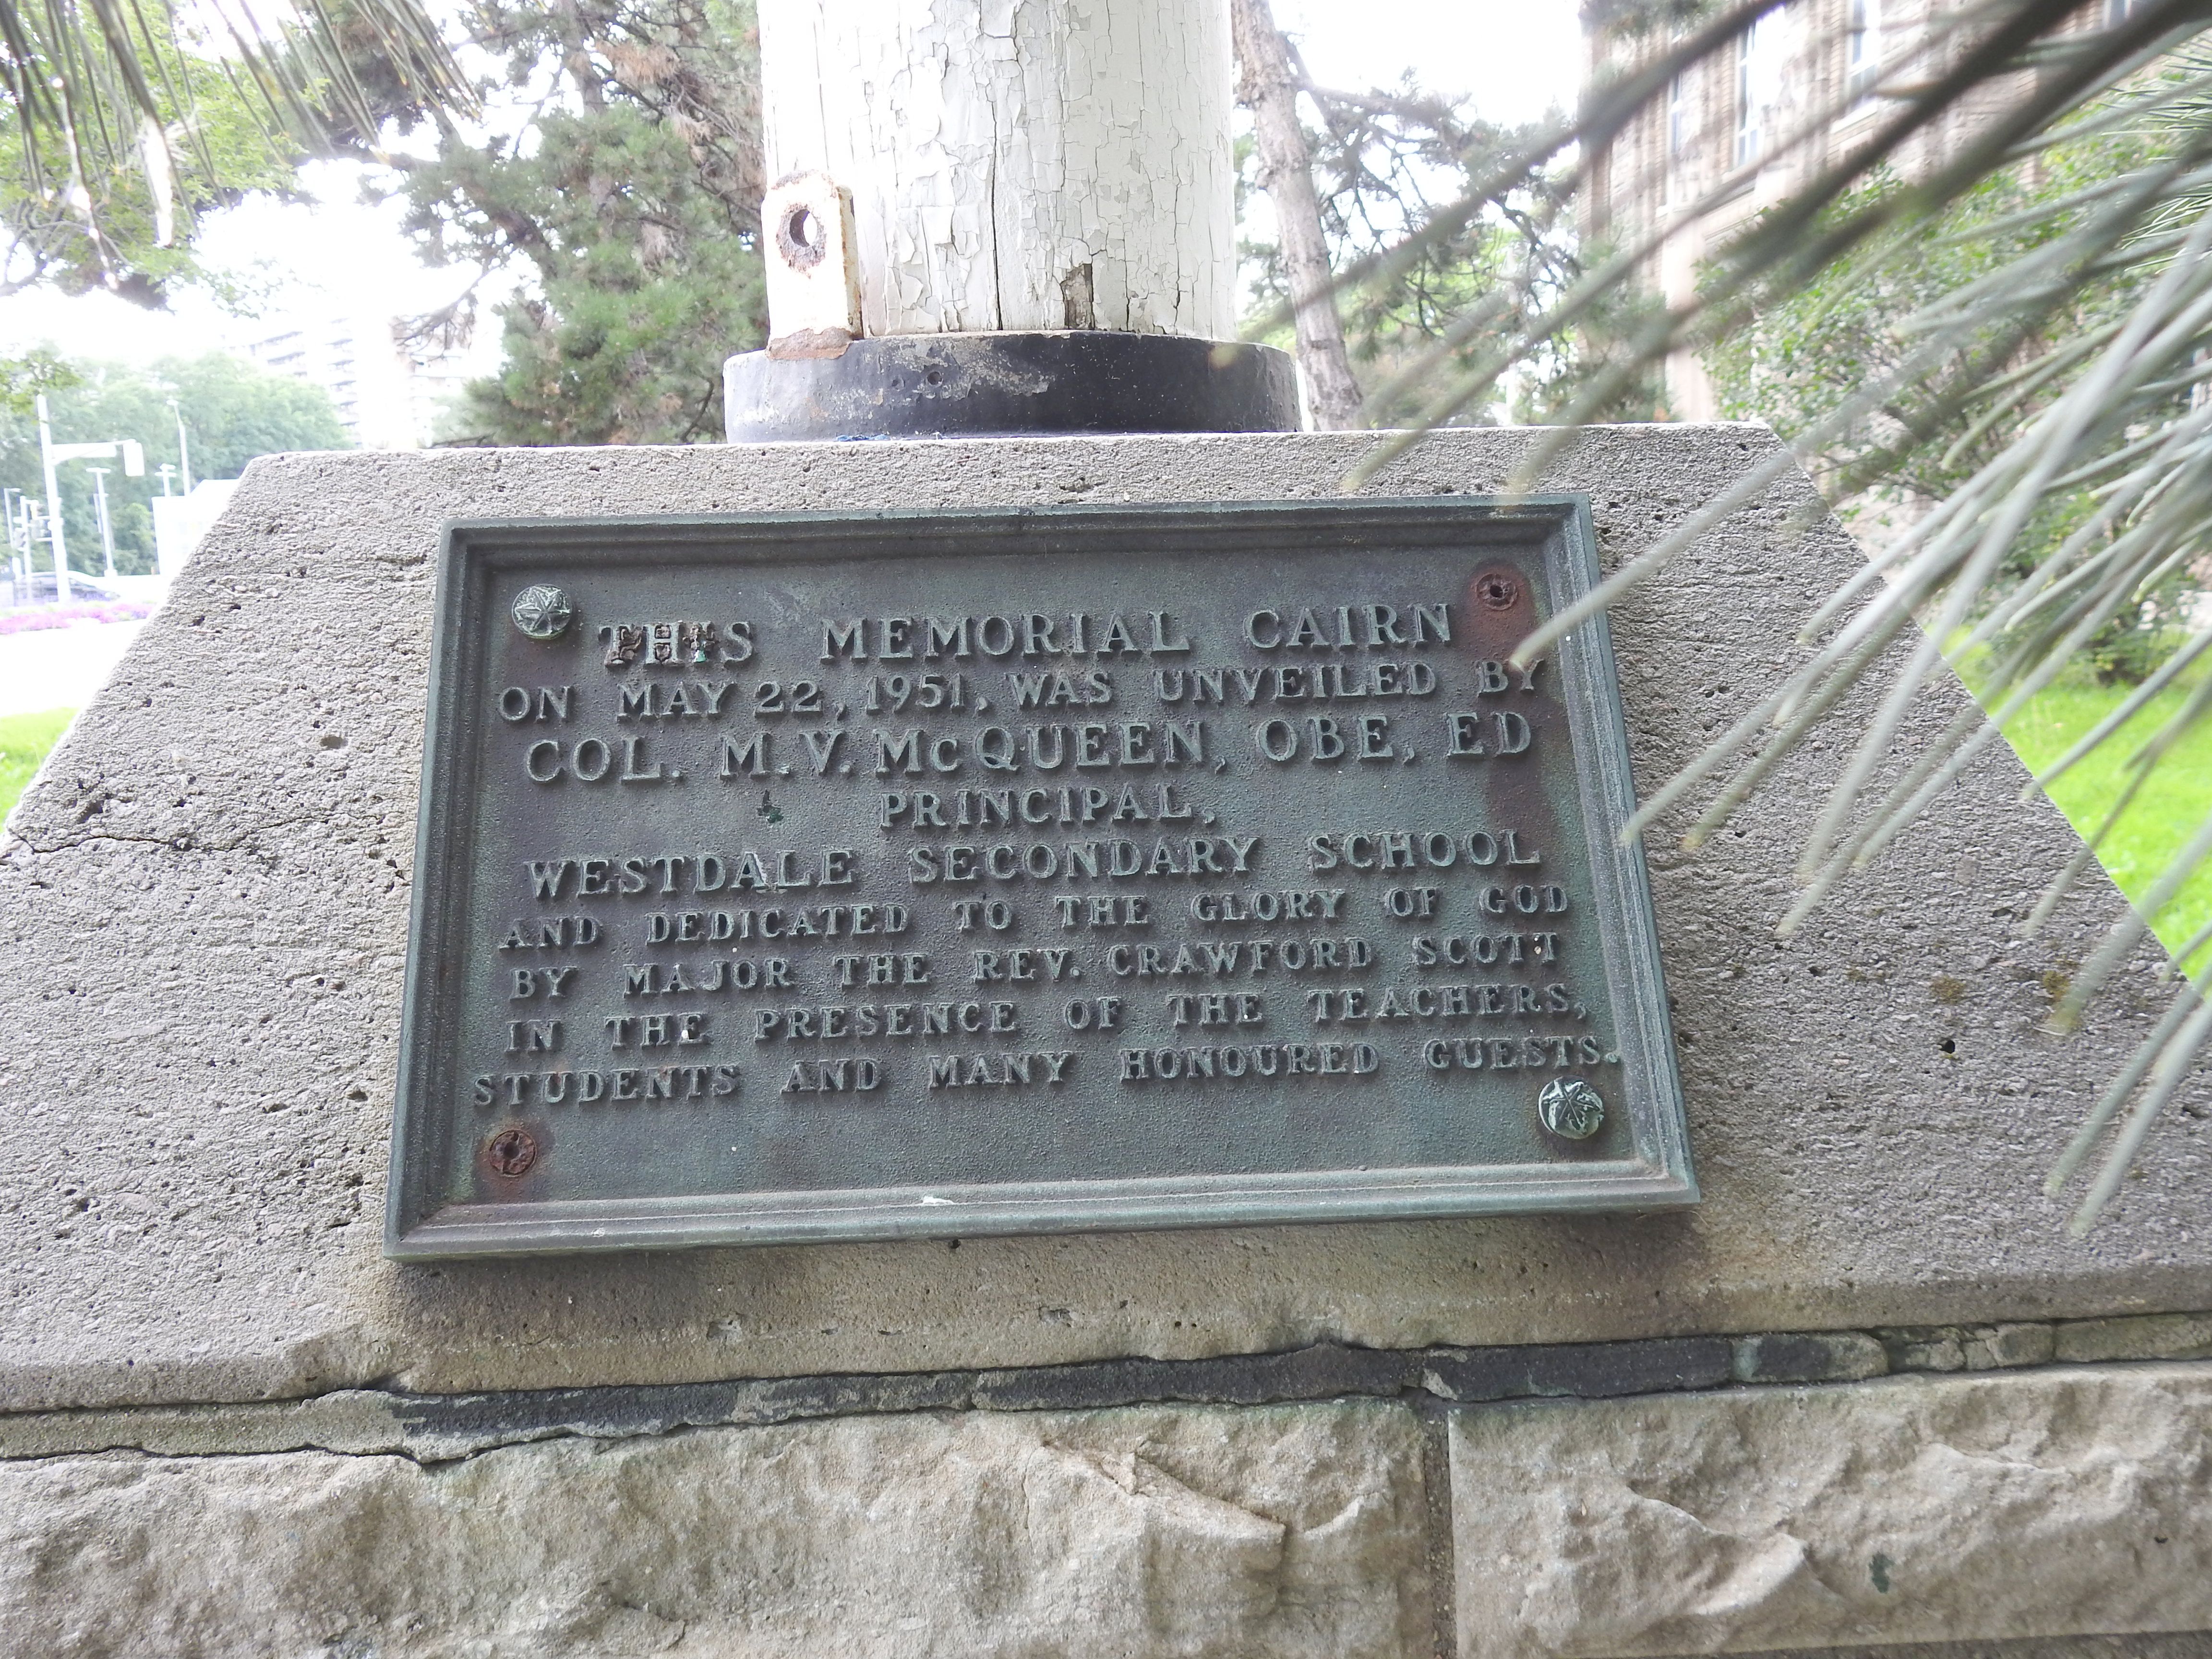 THIS MEMORIAL CAIRN
ON MAY 22, 1951, WAS UNVEILED BY
COL. M.V. McQUEEN, OBE, ED
PRINCIPAL,
WESTDALE SECONDARY SCHOOL
AND DEDICATED TO THE GLORY OF GOD
BY MAJOR THE REV. CRAWFORD SCOTT
IN THE PRESENCE OF THE TEACHERS,
STUDENTS AND MANY HONOURED GUESTS.